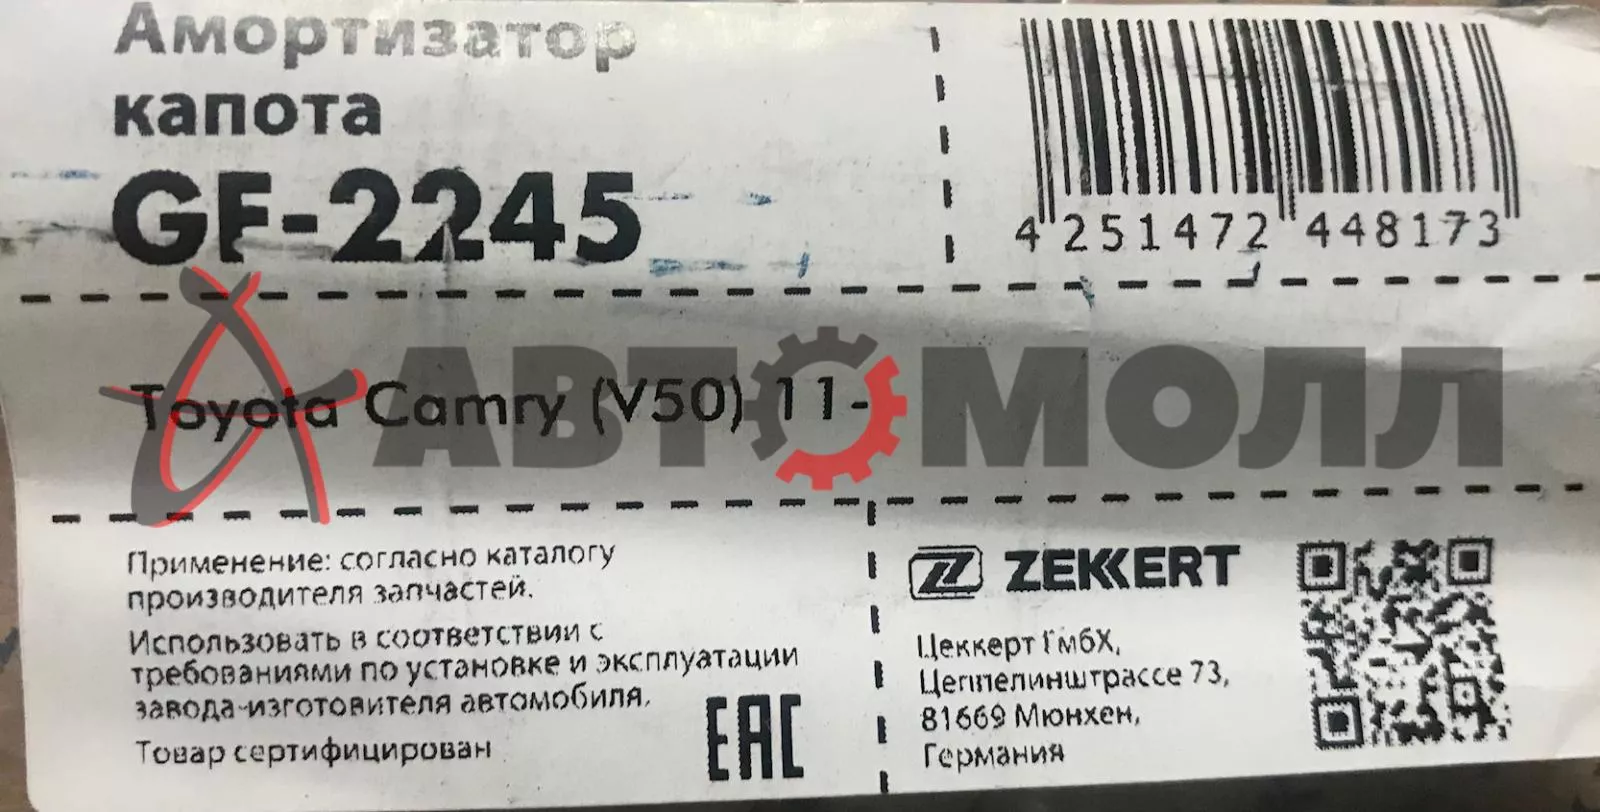 Амортизатор
капота
GF-2245
4 251472 448173
Toyota Camry (V50) 11-
АВТОМОЛЛ
Применение: согласно каталогу
производителя запчастей.
Использовать в соответствии с
требованиями по установке и эксплуатации
завода-изготовителя автомобиля.
Товар сертифицирован
EAC
ZEKKERT
Цеккерт ГмбХ,
Цеппелинштрассе 73,
81669 Мюнхен,
Германия